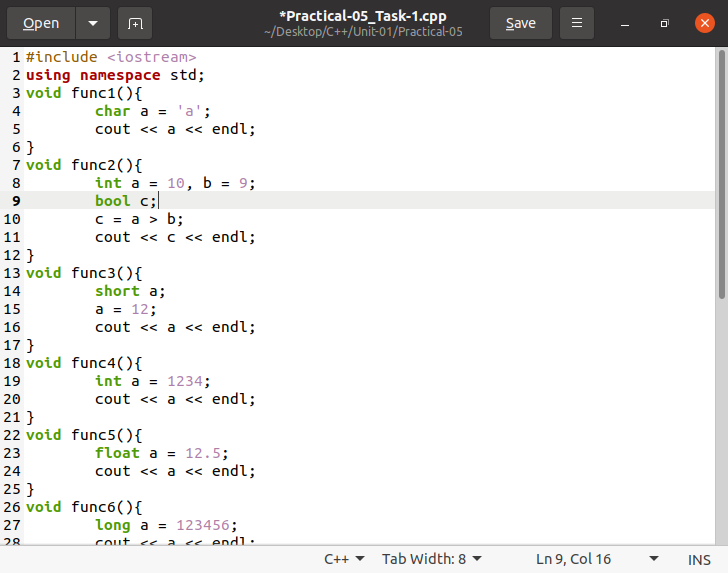 Open
*Practical-05_Task-1.cpp
~/Desktop/C++/Unit-01/Practical-05
Save
1 #include <iostream>
2 using namespace std;
3 void func1(){
4 char a = 'a';
5 cout << a << endl;
6 }
7 void func2(){
8 int a = 10, b = 9;
9 bool c;
10 c = a > b;
11 cout << c << endl;
12 }
13 void func3(){
14 short a;
15 a = 12;
16 cout << a << endl;
17 }
18 void func4(){
19 int a = 1234;
20 cout << a << endl;
21 }
22 void func5(){
23 float a = 12.5;
24 cout << a << endl;
25 }
26 void func6(){
27 long a = 123456;
28 cout << a << endl;
C++ Tab Width: 8 Ln 9, Col 16 INS